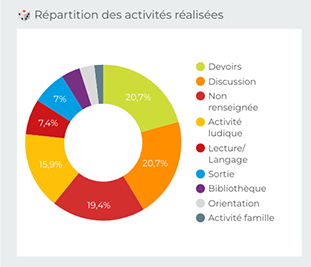 Répartition des activités réalisées
20,7%
20,7%
19,4%
15,9%
7,4%
7%
Devoirs
Discussion
Non
renseignée
Activité
ludique
Lecture/
Langage
Sortie
Bibliothèque
Orientation
Activité famille